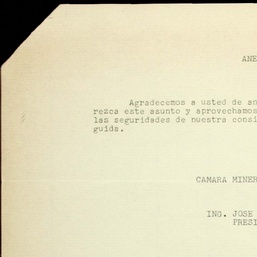 ANE
Agradecemos a usted de an
rezca este asunto y aprovechamos
las seguridades de nuestra consi
guida.
CAMARA MINER
ING. JOSE
PRESI